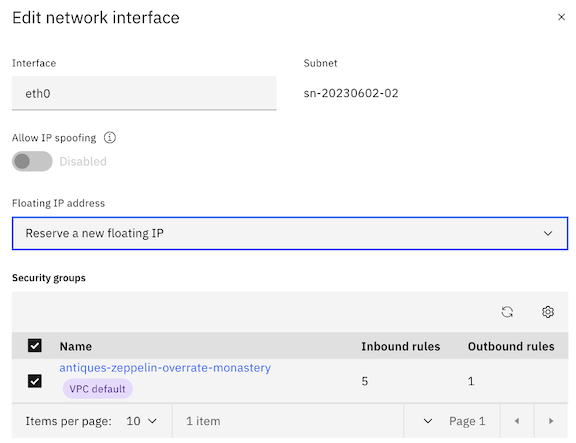 Edit network interface
Interface
Subnet
eth0
sn-20230602-02
Allow IP spoofing
Disabled
Floating IP address
Reserve a new floating IP
Security groups
Name Inbound rules Outbound rules
antiques-zeppelin-overrate-monastery
VPC default
5 1
Items per page: 10 1 item Page 1